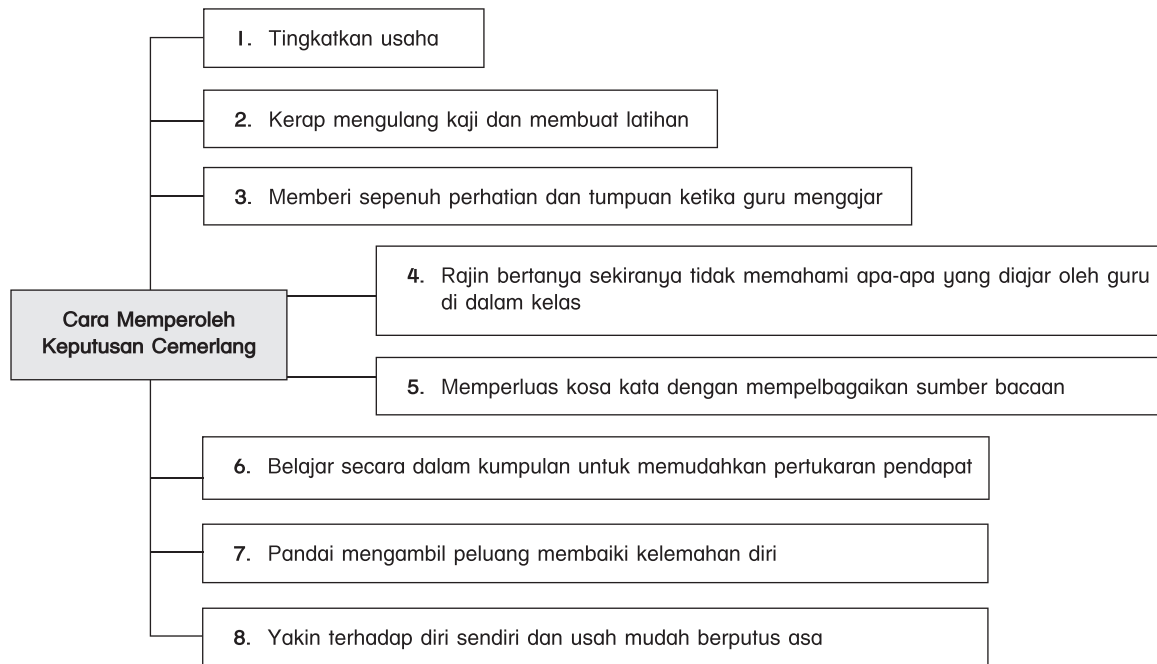 1. Tingkatkan usaha
2. Kerap mengulang kaji dan membuat latihan
3. Memberi sepenuh perhatian dan tumpuan ketika guru mengajar
4. Rajin bertanya sekiranya tidak memahami apa-apa yang diajar oleh guru
di dalam kelas
Cara Memperoleh
Keputusan Cemerlang
5. Memperluas kosa kata dengan mempelbagaikan sumber bacaan
6. Belajar secara dalam kumpulan untuk memudahkan pertukaran pendapat
7. Pandai mengambil peluang membaiki kelemahan diri
8. Yakin terhadap diri sendiri dan usah mudah berputus asa